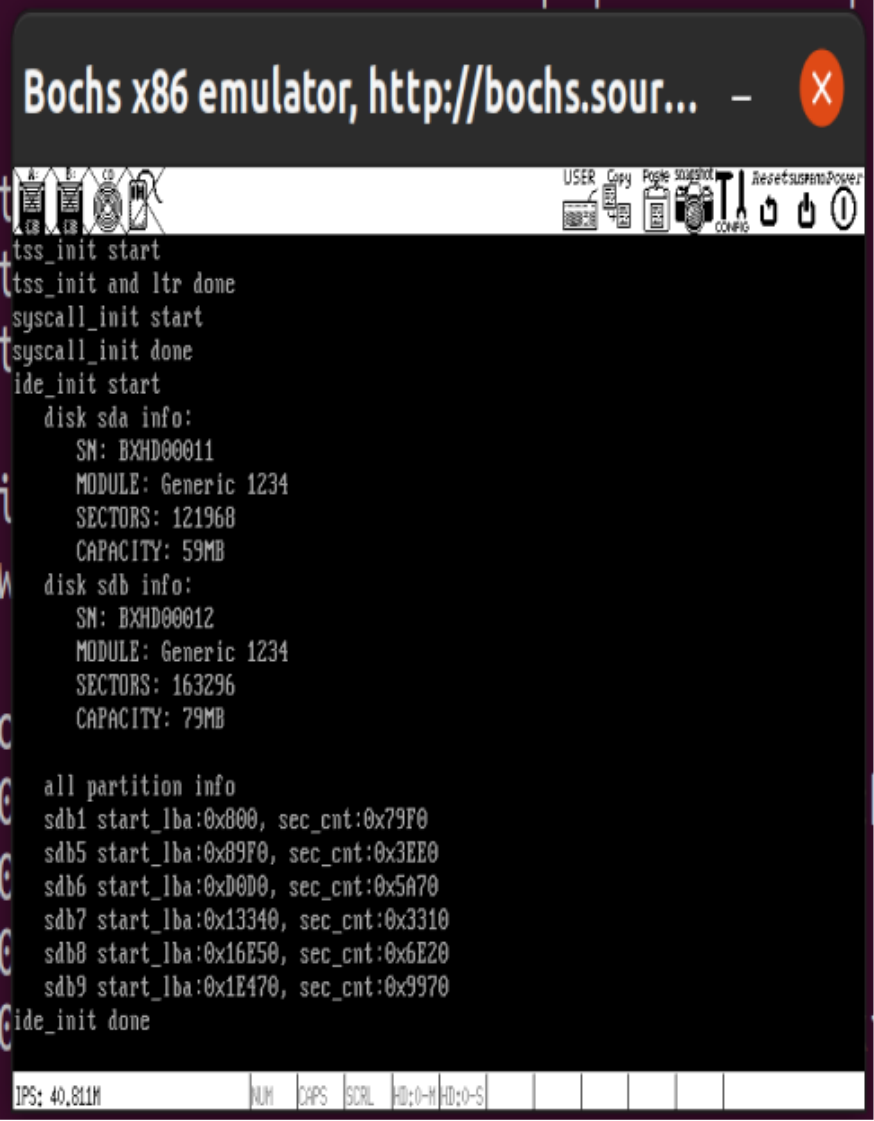 Bochs x86 emulator, http://bochs.sour... –
A: B: CD USER Copy Paste snapshot CONFIG Reset SUSPEND Power
tss_init start
tss_init and ltr done
syscall_init start
syscall_init done
ide_init start
disk sda info:
SN: BXHD00011
MODULE: Generic 1234
SECTORS: 121968
CAPACITY: 59MB
disk sdb info:
SN: BXHD00012
MODULE: Generic 1234
SECTORS: 163296
CAPACITY: 79MB
all partition info
sdb1 start_lba:0x800, sec_cnt:0x79F0
sdb5 start_lba:0x89F0, sec_cnt:0x3EE0
sdb6 start_lba:0xD0D0, sec_cnt:0x5A70
sdb7 start_lba:0x13340, sec_cnt:0x3310
sdb8 start_lba:0x16E50, sec_cnt:0x6E20
sdb9 start_lba:0x1E470, sec_cnt:0x9970
ide_init done
IPS: 40.811M NUM CAPS SCRL HD:0-M HD:0-S